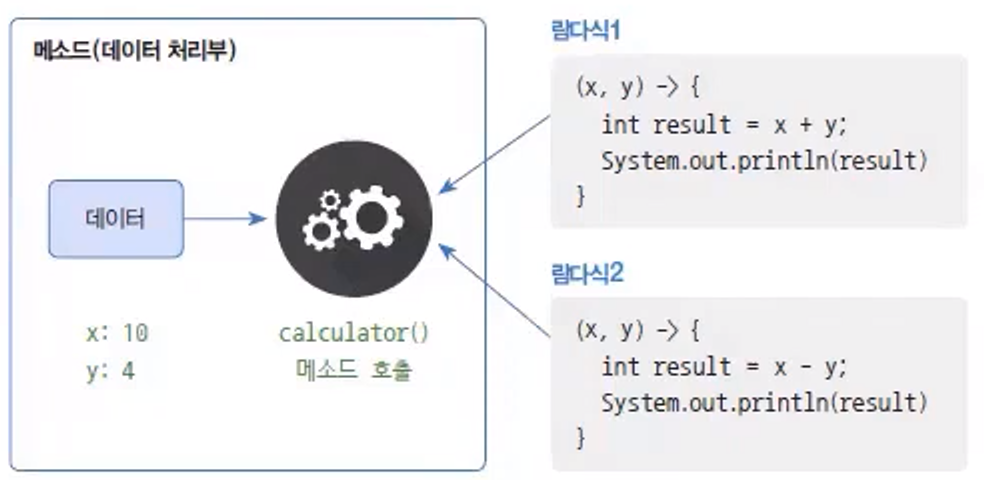 메소드(데이터 처리부)
데이터
x: 10
y: 4
calculator()
메소드 호출
람다식1
(x, y) -> {
int result = x + y;
System.out.println(result)
}
람다식2
(x, y) -> {
int result = x - y;
System.out.println(result)
}